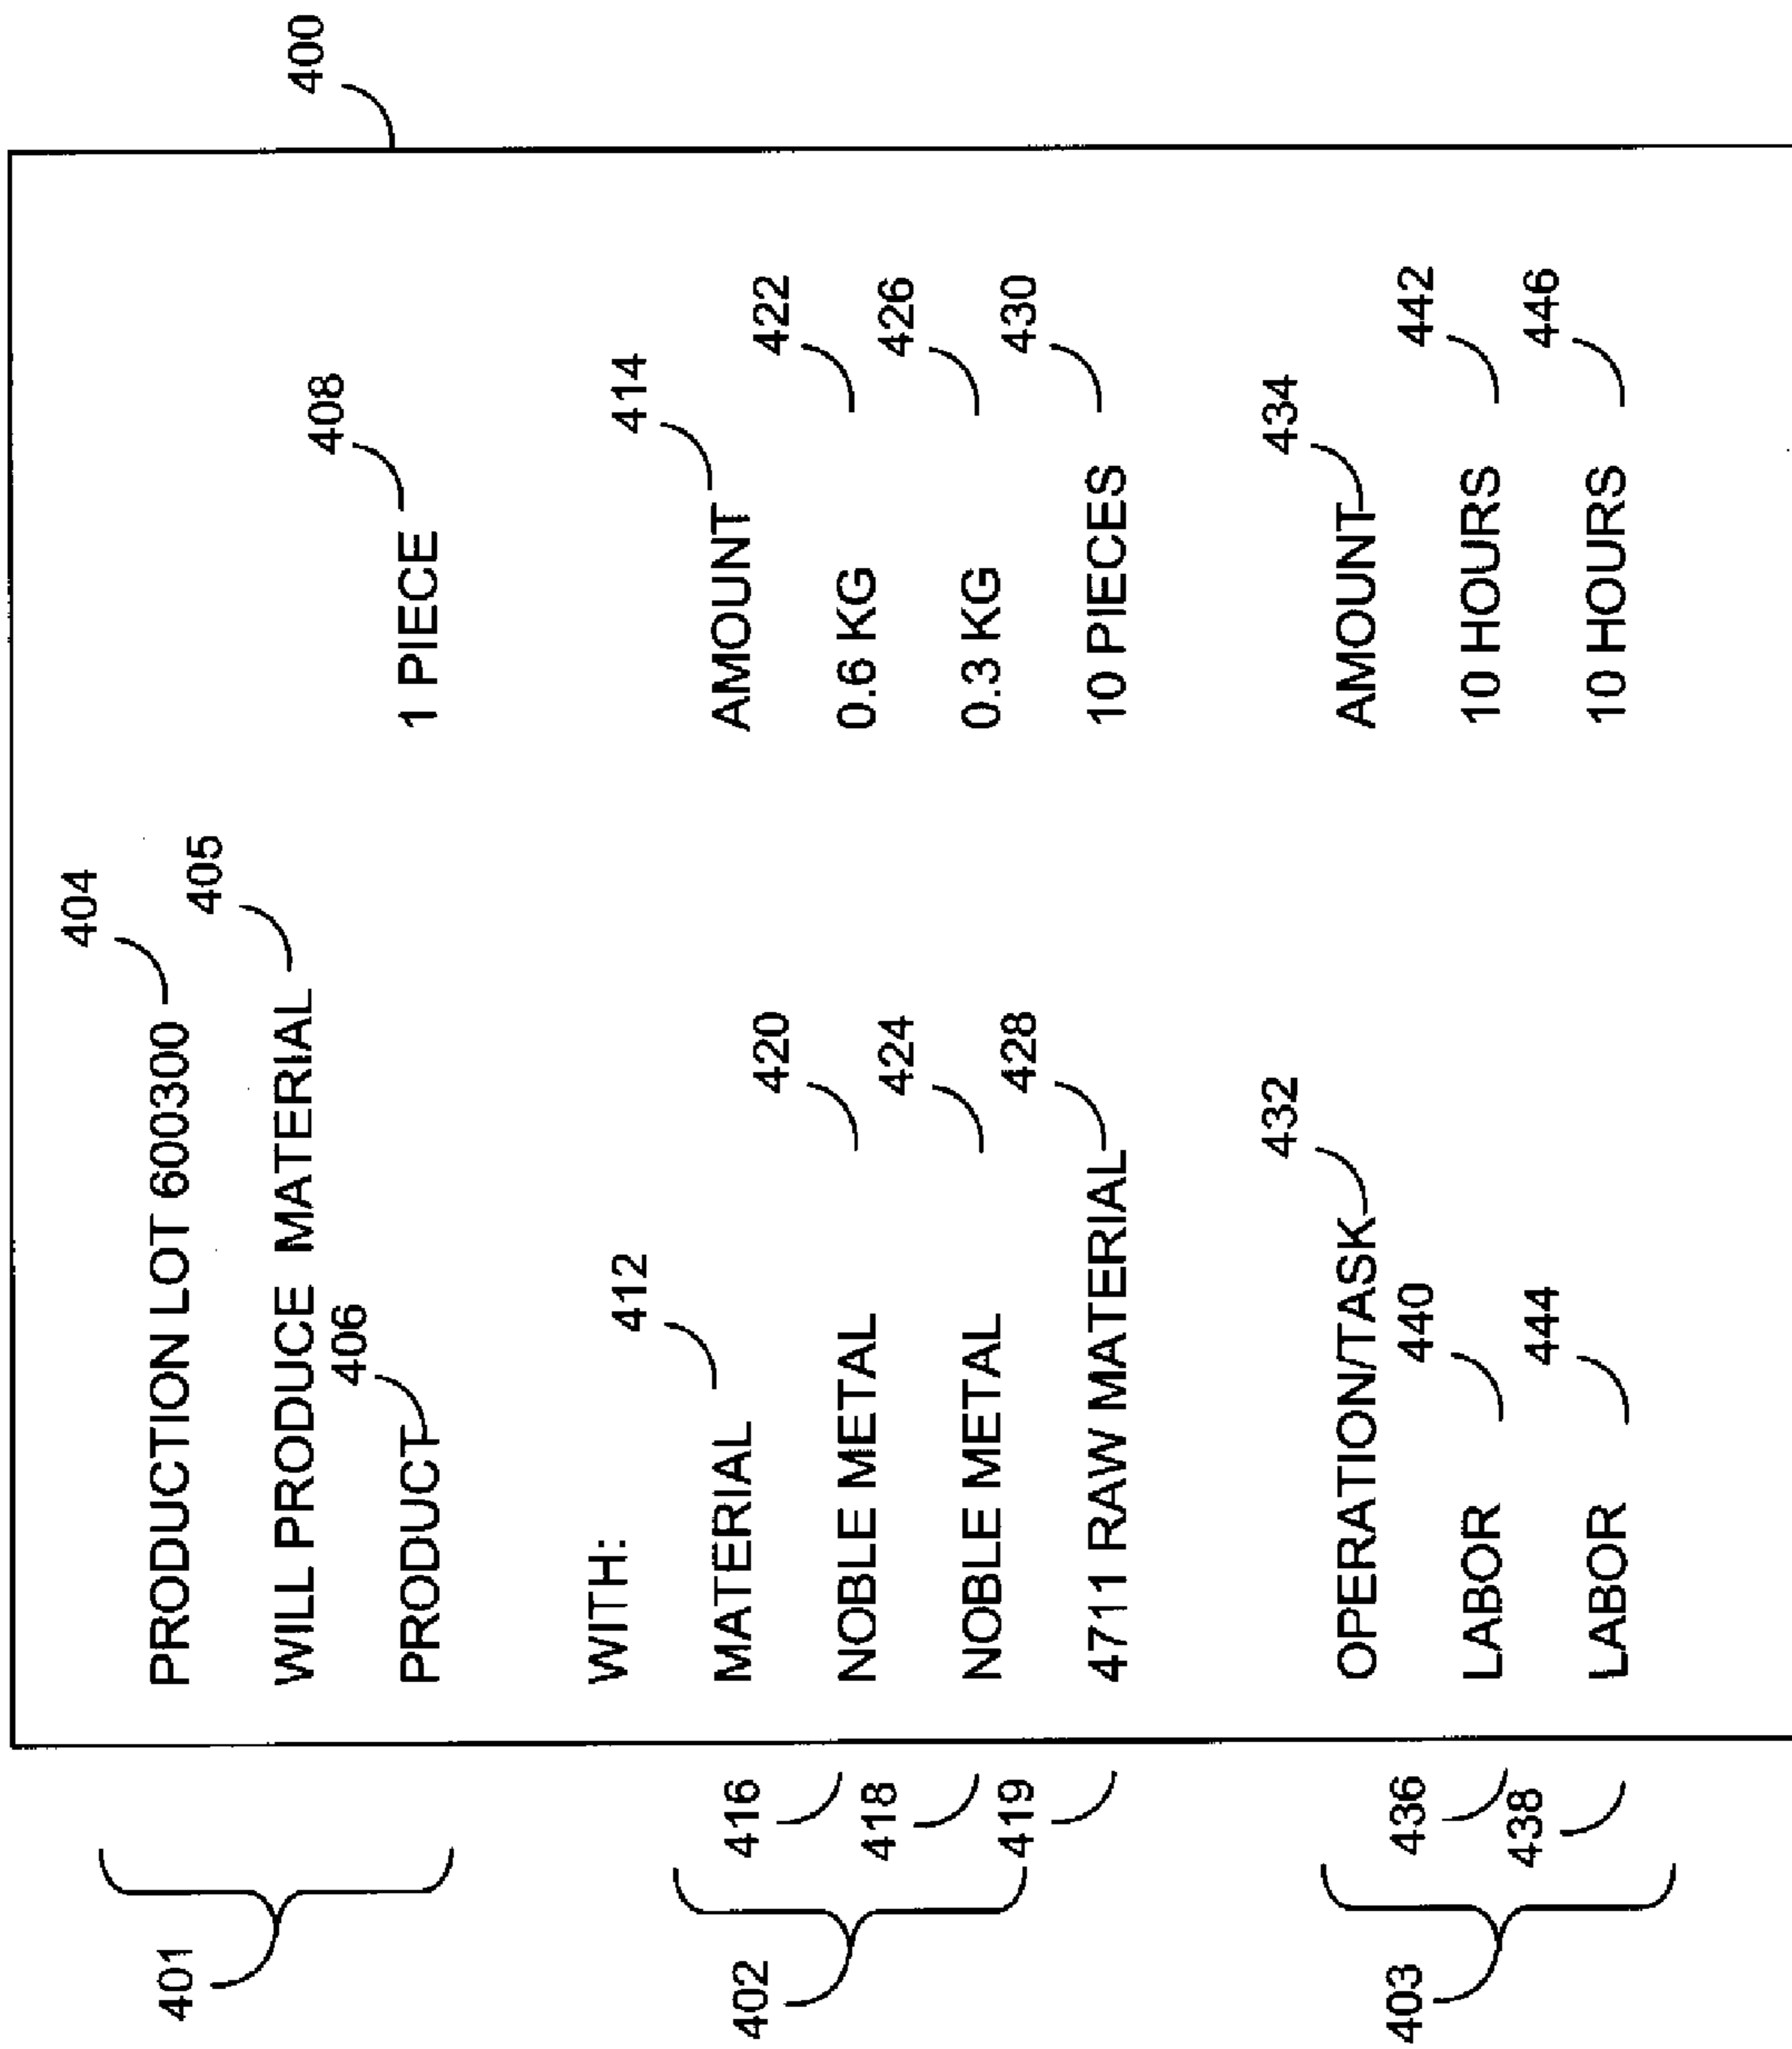 400
404
PRODUCTION LOT 600300
405
WILL PRODUCE MATERIAL
401
406
408
PRODUCT 1 PIECE
WITH:
412
414
MATERIAL AMOUNT
416
420
422
NOBLE METAL 0.6 KG
402
418
424
426
NOBLE METAL 0.3 KG
419
428
430
4711 RAW MATERIAL 10 PIECES
432
434
OPERATION/TASK AMOUNT
436
440
442
LABOR 10 HOURS
403
438
444
446
LABOR 10 HOURS